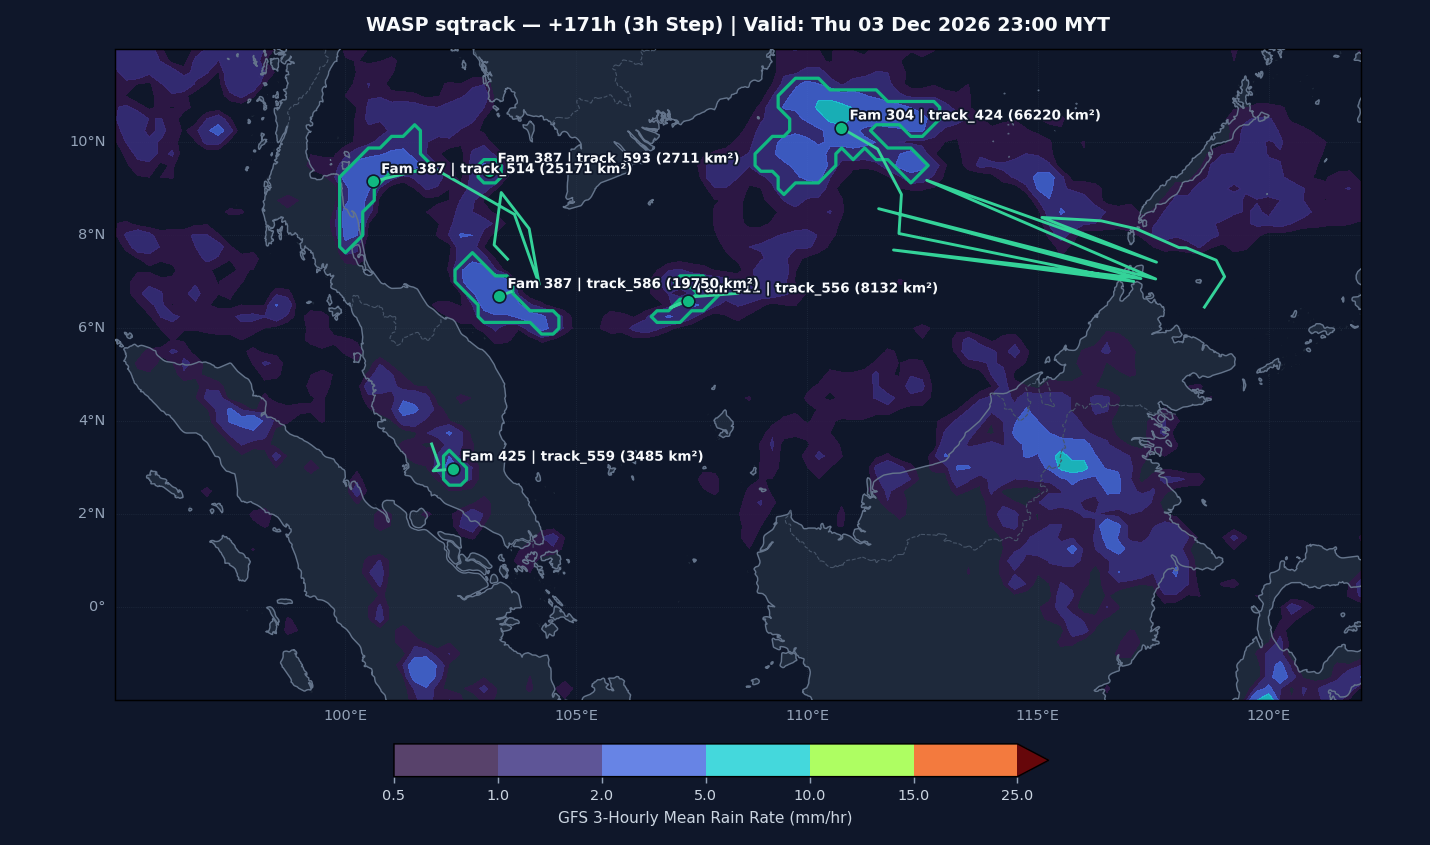 WASP sqtrack — +171h (3h Step) | Valid: Thu 03 Dec 2026 23:00 MYT
10°N
8°N
6°N
4°N
2°N
0°
Fam 304 | track_424 (66220 km²)
Fam 387 | track_593 (2711 km²)
Fam 387 | track_514 (25171 km²)
Fam 387 | track_586 (19750 km²)
| track_556 (8132 km²)
Fam 425 | track_559 (3485 km²)
100°E 105°E 110°E 115°E 120°E
0.5 1.0 2.0 5.0 10.0 15.0 25.0
GFS 3-Hourly Mean Rain Rate (mm/hr)